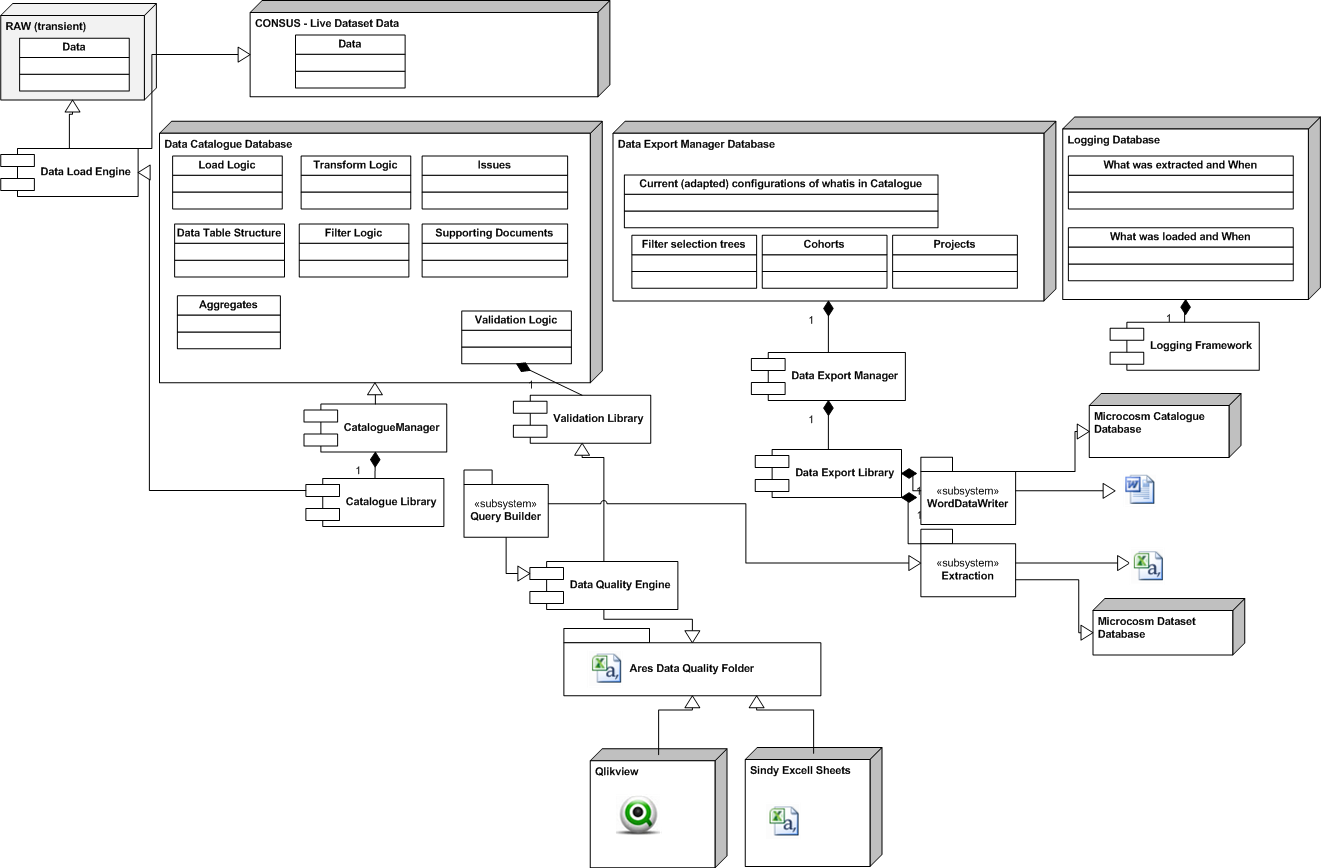 RAW (transient)
Data
CONSUS - Live Dataset Data
Data
Data Load Engine
Data Catalogue Database
Load Logic
Transform Logic
Issues
Data Table Structure
Filter Logic
Supporting Documents
Aggregates
Validation Logic
Data Export Manager Database
Current (adapted) configurations of whatis in Catalogue
Filter selection trees
Cohorts
Projects
Logging Database
What was extracted and When
What was loaded and When
1
Logging Framework
1
Data Export Manager
1
Data Export Library
1
Validation Library
CatalogueManager
1
Catalogue Library
«subsystem»
Query Builder
Data Quality Engine
1
«subsystem»
WordDataWriter
1
«subsystem»
Extraction
Microcosm Catalogue
Database
Microcosm Dataset
Database
Ares Data Quality Folder
Qlikview
Sindy Excell Sheets